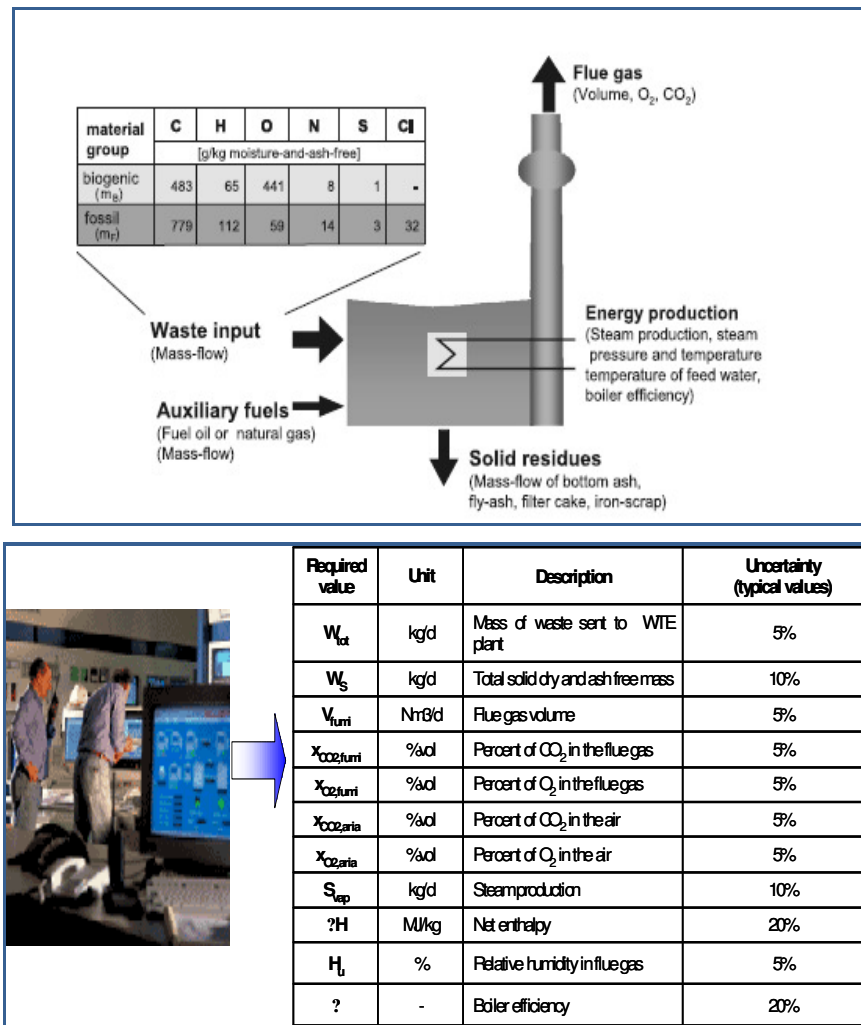 Flue gas
(Volume, O2, CO2)
material group C H O N S Cl
[g/kg moisture-and-ash-free]
biogenic (mB) 483 65 441 8 1 -
fossil (mF) 779 112 59 14 3 32
Waste input
(Mass-flow)
Auxiliary fuels
(Fuel oil or natural gas)
(Mass-flow)
Energy production
(Steam production, steam
pressure and temperature
temperature of feed water,
boiler efficiency)
Solid residues
(Mass-flow of bottom ash,
fly-ash, filter cake, iron-scrap)
Required value Unit Description Uncertainty (typical values)
Wtot kg/d Mass of waste sent to WTE plant 5%
WS kg/d Total solid dry and ash free mass 10%
Vfumi Nm3/d Flue gas volume 5%
xCO2,fumi %vol Percent of CO2 in the flue gas 5%
xO2,fumi %vol Percent of O2 in the flue gas 5%
xCO2,aria %vol Percent of CO2 in the air 5%
xO2,aria %vol Percent of O2 in the air 5%
Svap kg/d Steam production 10%
?H MJ/kg Net enthalpy 20%
Hu % Relative humidity in flue gas 5%
? - Boiler efficiency 20%